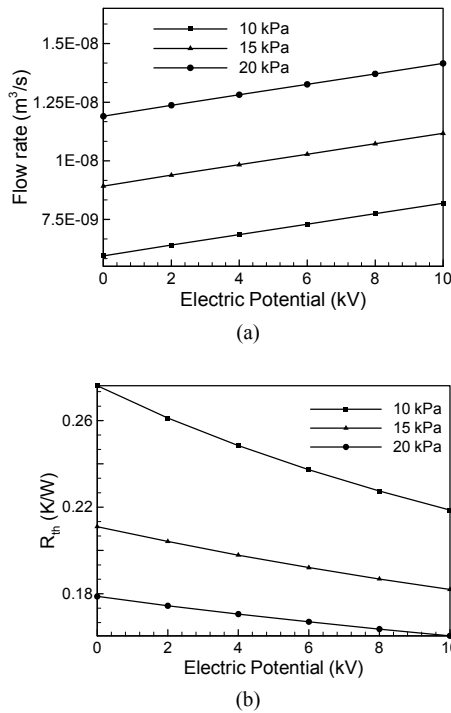 10 kPa
15 kPa
20 kPa
1.5E-08
1.25E-08
1E-08
7.5E-09
Flow rate (m³/s)
0 2 4 6 8 10
Electric Potential (kV)
(a)
10 kPa
15 kPa
20 kPa
0.26
0.22
0.18
R_th (K/W)
0 2 4 6 8 10
Electric Potential (kV)
(b)